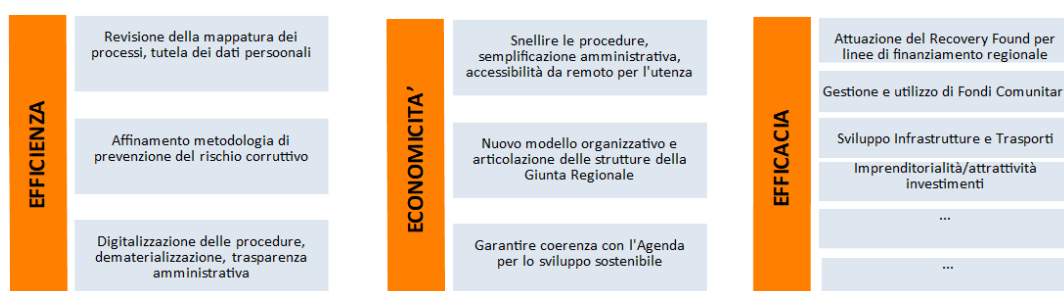 EFFICIENZA
Revisione della mappatura dei
processi, tutela dei dati persoonali
Affinamento metodologia di
prevenzione del rischio corruttivo
Digitalizzazione delle procedure,
dematerializzazione, trasparenza
amministrativa
ECONOMICITA'
Snellire le procedure,
semplificazione amministrativa,
accessibilità da remoto per l'utenza
Nuovo modello organizzativo e
articolazione delle strutture della
Giunta Regionale
Garantire coerenza con l'Agenda
per lo sviluppo sostenibile
EFFICACIA
Attuazione del Recovery Found per
linee di finanziamento regionale
Gestione e utilizzo di Fondi Comunitar
Sviluppo Infrastrutture e Trasporti
Imprenditorialità/attrattività
investimenti
...
...